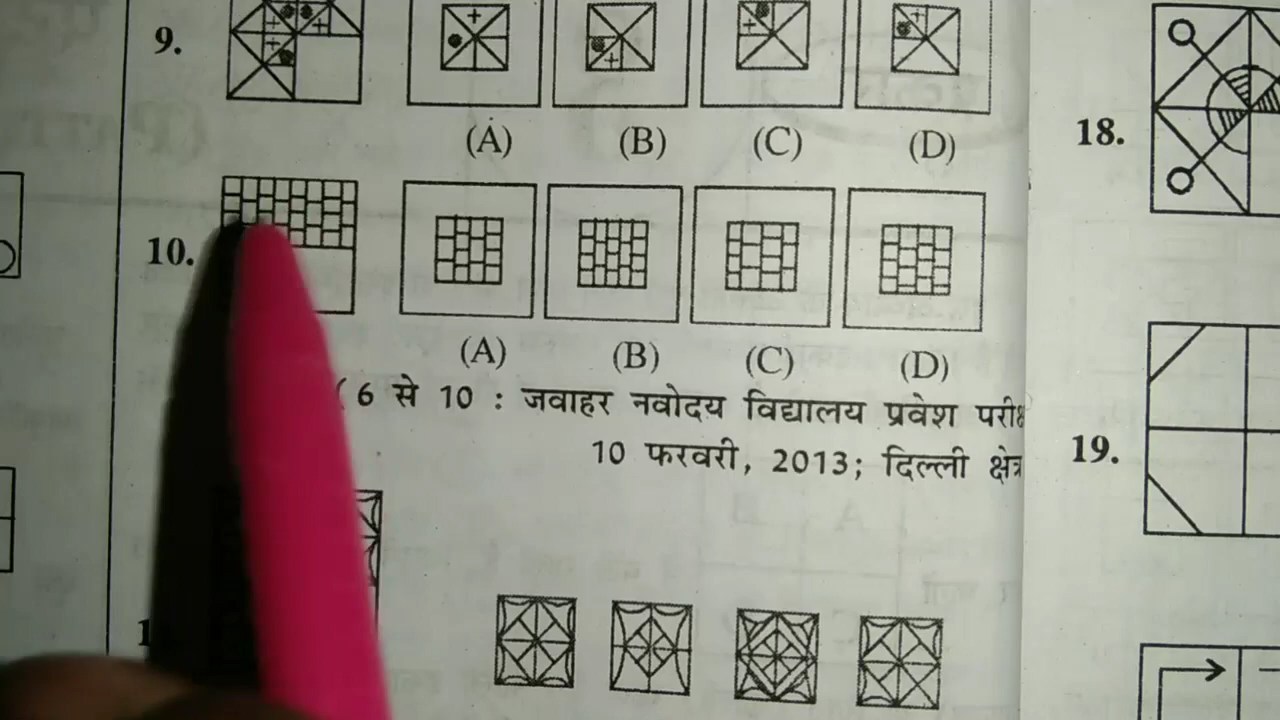 9.
(A) (B) (C) (D)
10.
(A) (B) (C) (D)
( 6 से 10 : जवाहर नवोदय विद्यालय प्रवेश
10 फरवरी, 2013; दिल्ली क्षेत्र
18.
19.